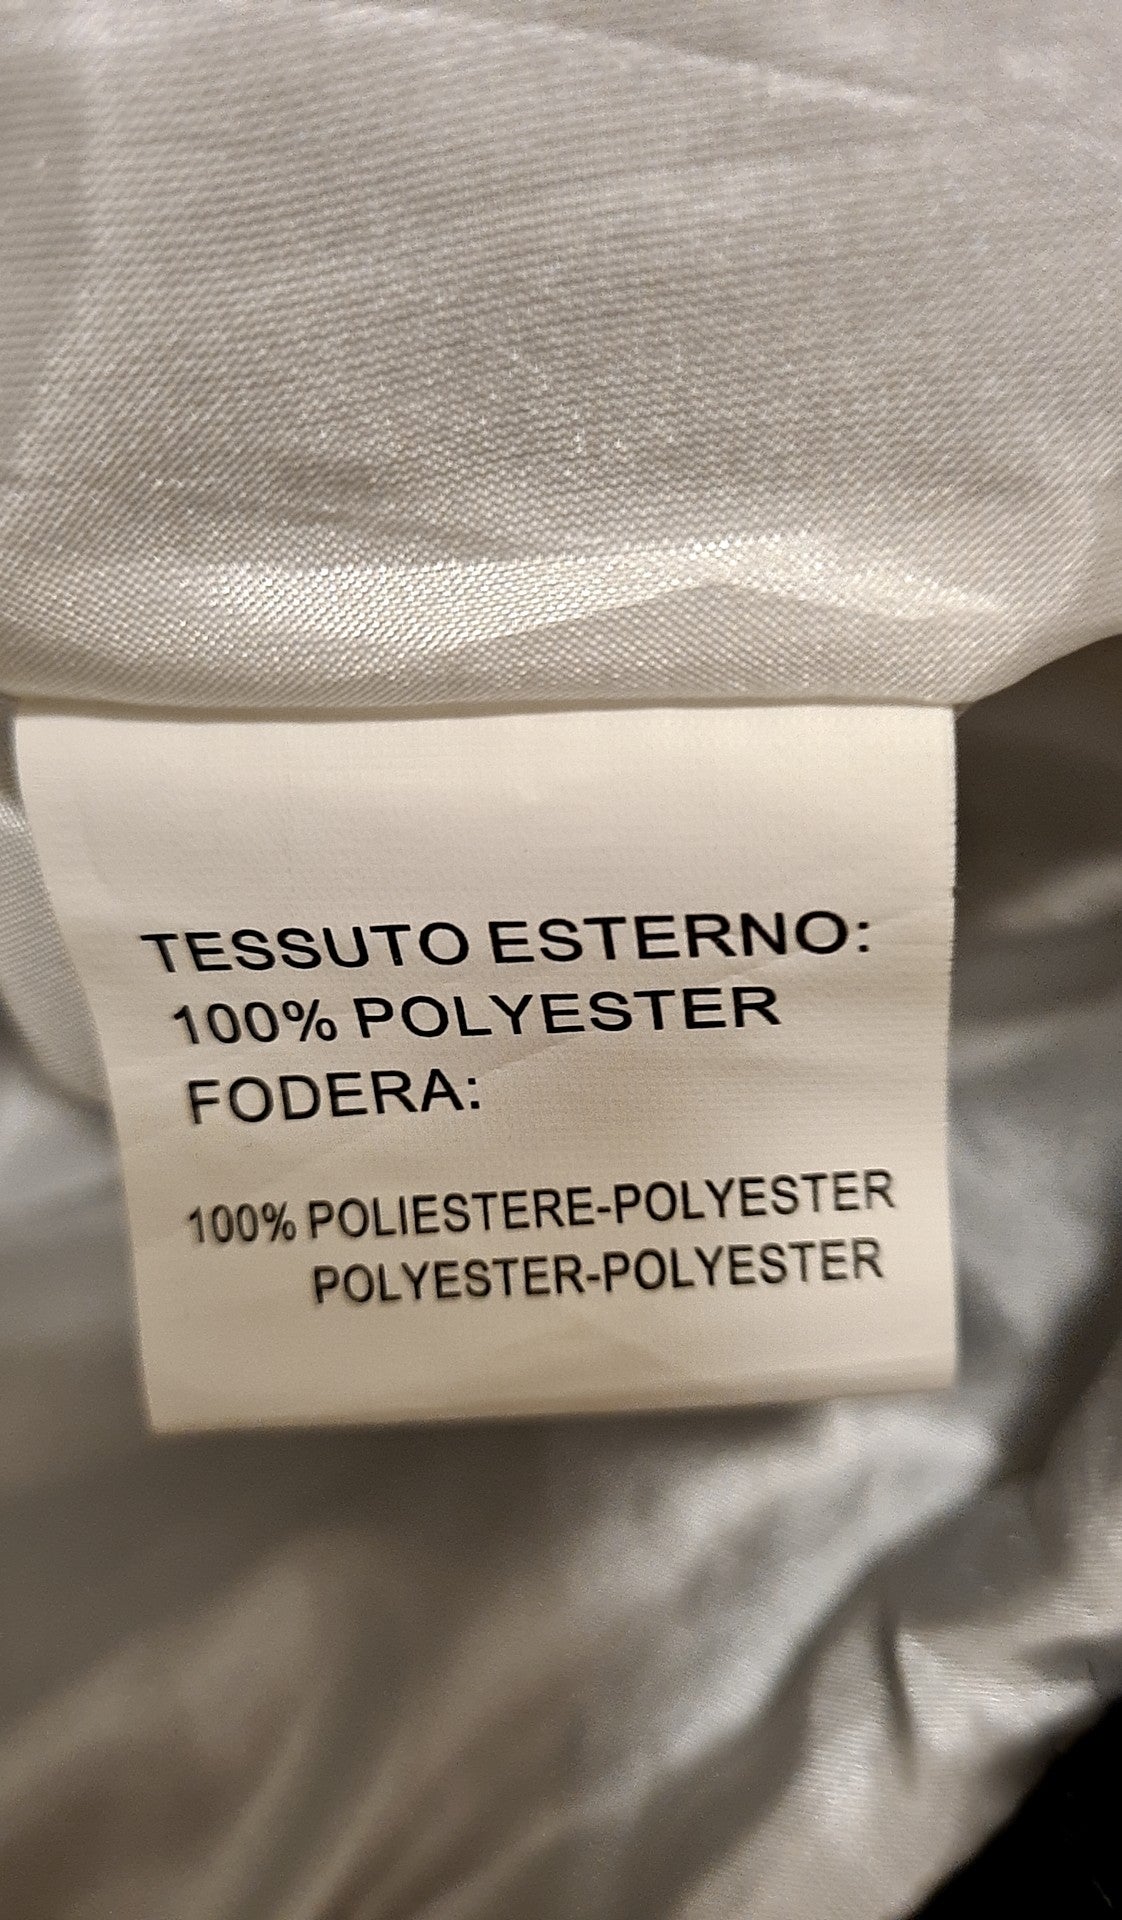 TESSUTO ESTERNO:
100% POLYESTER
FODERA:
100% POLIESTERE-POLYESTER
POLYESTER-POLYESTER